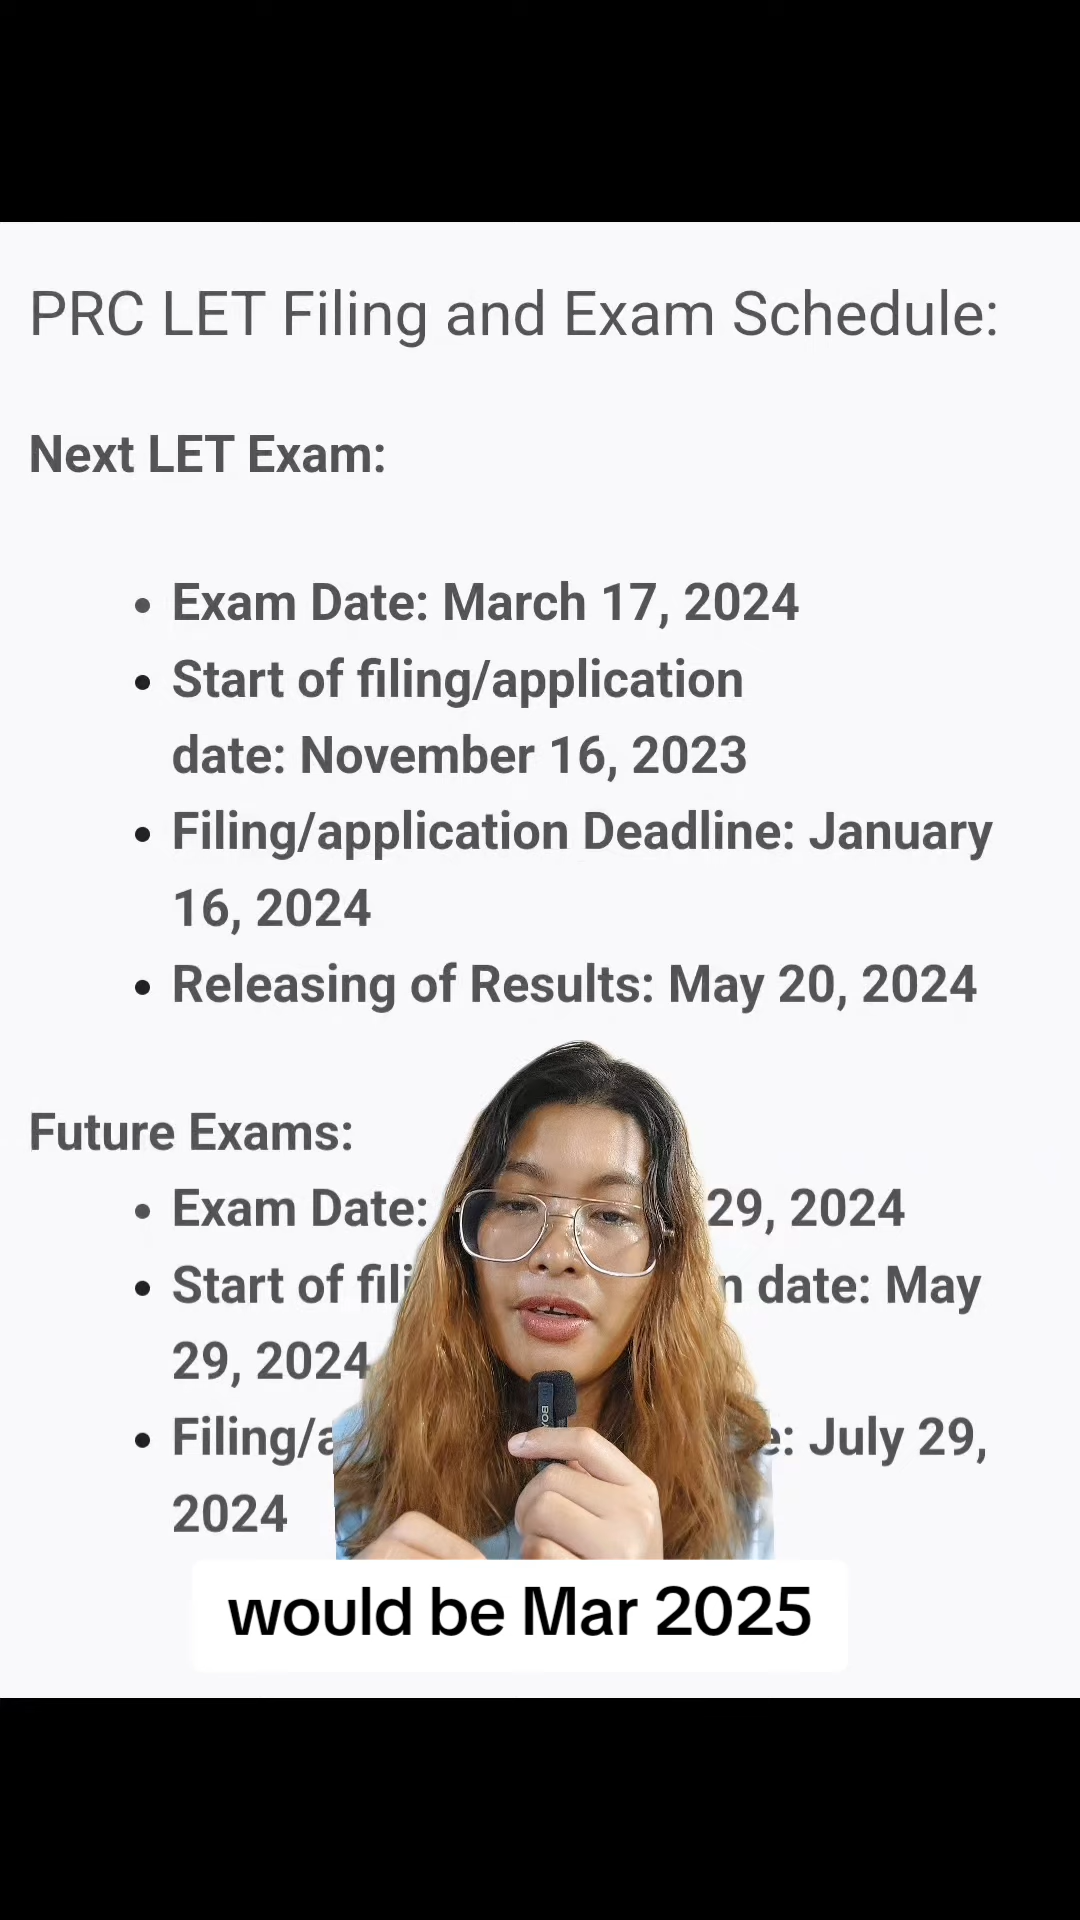 PRC LET Filing and Exam Schedule:
Next LET Exam:
• Exam Date: March 17, 2024
• Start of filing/application
date: November 16, 2023
• Filing/application Deadline: January
16, 2024
• Releasing of Results: May 20, 2024
Future Exams:
• Exam Date: 29, 2024
• Start of date: May
29, 2024
• July 29,
2024
would be Mar 2025